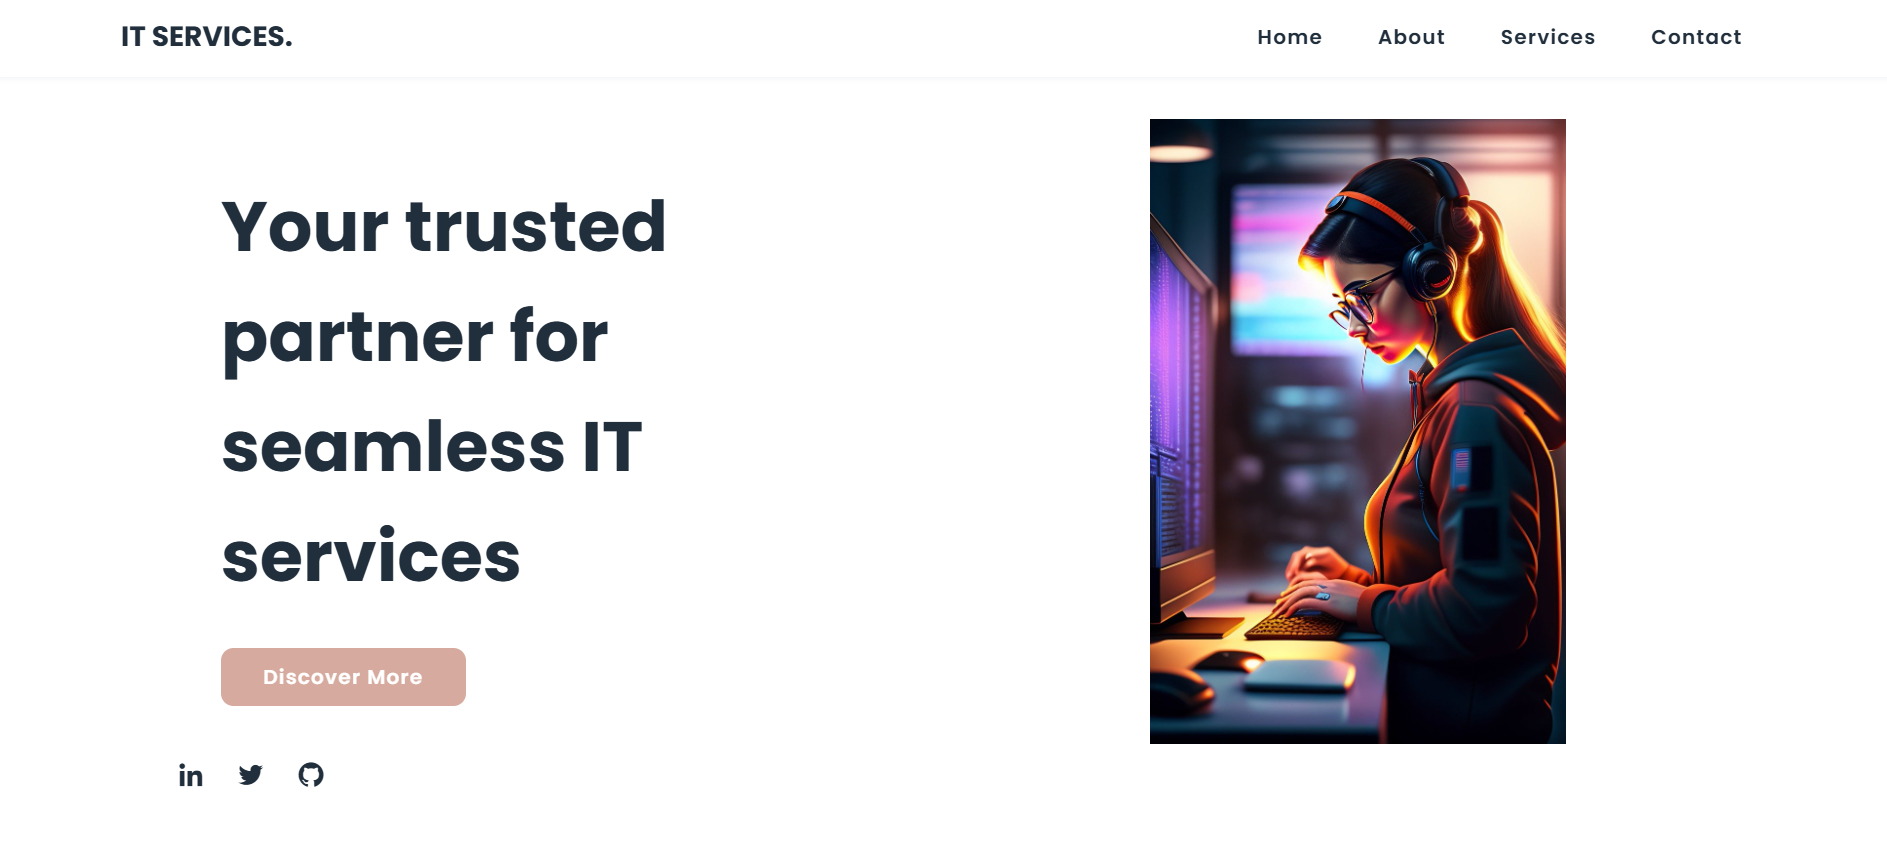 IT SERVICES.
Home About Services Contact
Your trusted
partner for
seamless IT
services
Discover More
in